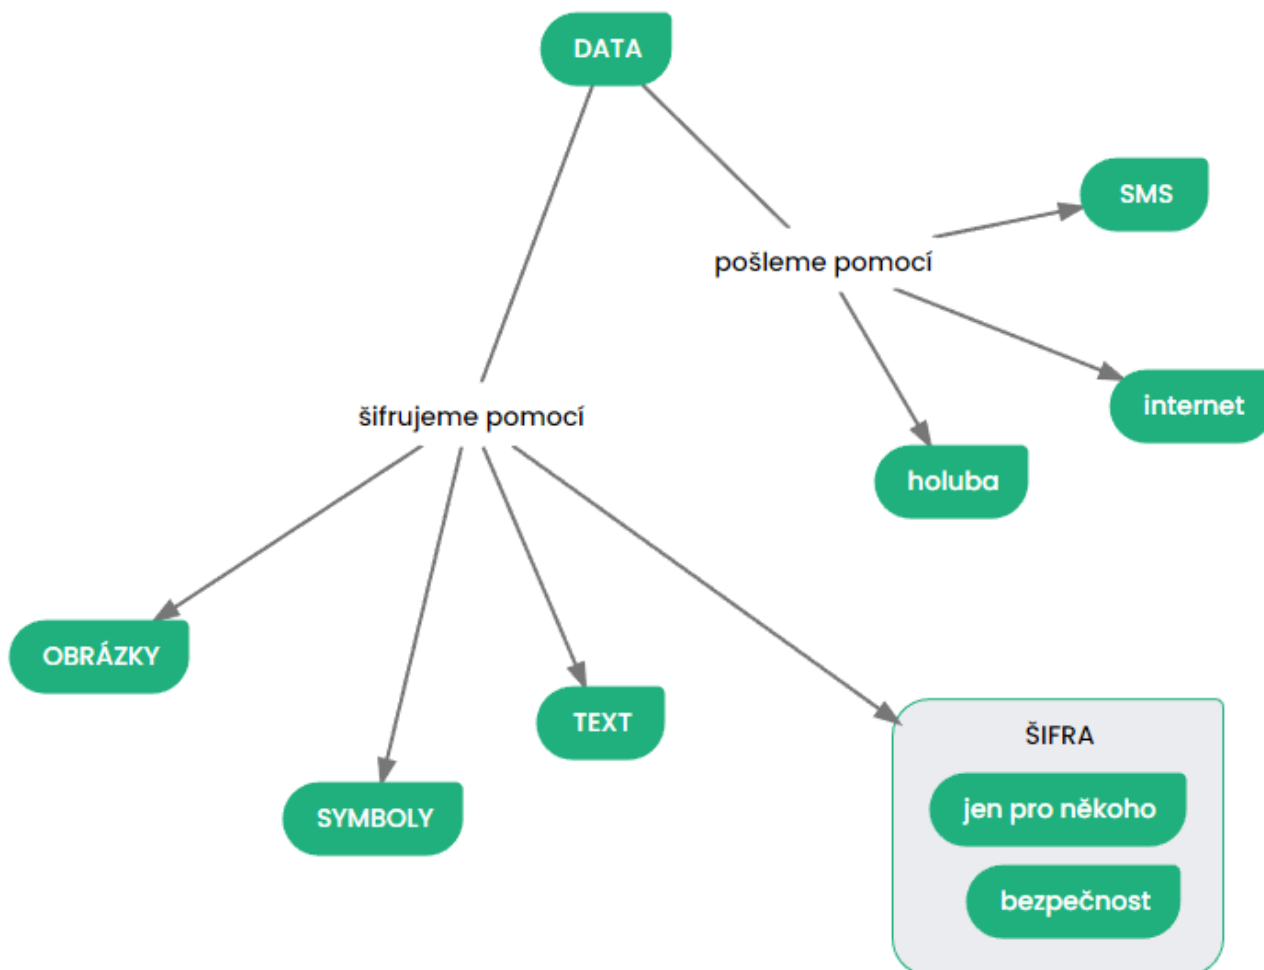 DATA
SMS
pošleme pomocí
internet
šifrujeme pomocí
holuba
OBRÁZKY
TEXT
ŠIFRA
SYMBOLY
jen pro někoho
bezpečnost